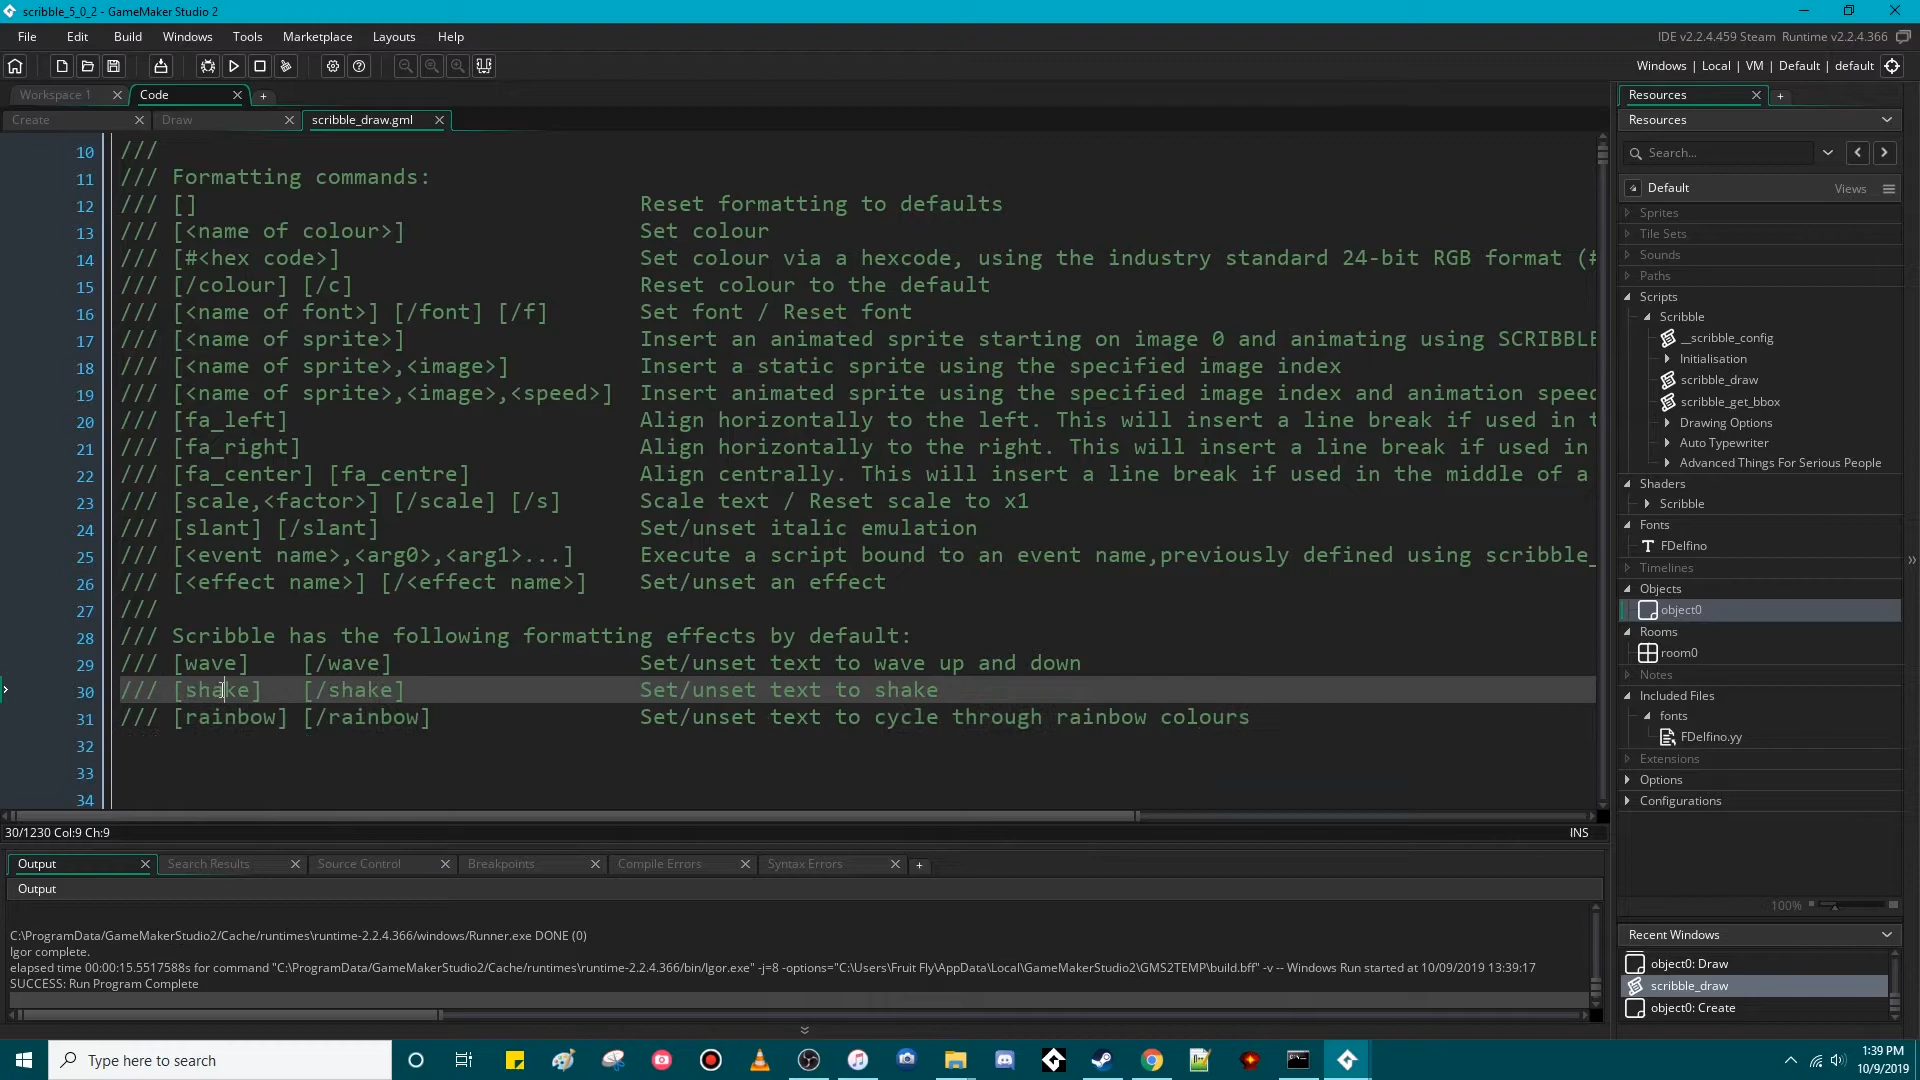 scribble_5_0_2 - GameMaker Studio 2
File Edit Build Windows Tools Marketplace Layouts Help
IDE v2.2.4.459 Steam Runtime v2.2.4.366
Windows | Local | VM | Default | default
Workspace 1 Code
Create Draw scribble_draw.gml
10 ///
11 /// Formatting commands:
12 /// [] Reset formatting to defaults
13 /// [<name of colour>] Set colour
14 /// [#<hex code>] Set colour via a hexcode, using the industry standard 24-bit RGB format (#
15 /// [/colour] [/c] Reset colour to the default
16 /// [<name of font>] [/font] [/f] Set font / Reset font
17 /// [<name of sprite>] Insert an animated sprite starting on image 0 and animating using SCRIBBLE
18 /// [<name of sprite>,<image>] Insert a static sprite using the specified image index
19 /// [<name of sprite>,<image>,<speed>] Insert animated sprite using the specified image index and animation speed
20 /// [fa_left] Align horizontally to the left. This will insert a line break if used in t
21 /// [fa_right] Align horizontally to the right. This will insert a line break if used in
22 /// [fa_center] [fa_centre] Align centrally. This will insert a line break if used in the middle of a
23 /// [scale,<factor>] [/scale] [/s] Scale text / Reset scale to x1
24 /// [slant] [/slant] Set/unset italic emulation
25 /// [<event name>,<arg0>,<arg1>...] Execute a script bound to an event name,previously defined using scribble_
26 /// [<effect name>] [/<effect name>] Set/unset an effect
27 ///
28 /// Scribble has the following formatting effects by default:
29 /// [wave] [/wave] Set/unset text to wave up and down
30 /// [shake] [/shake] Set/unset text to shake
31 /// [rainbow] [/rainbow] Set/unset text to cycle through rainbow colours
32
33
34
30/1230 Col:9 Ch:9
INS
Output Search Results Source Control Breakpoints Compile Errors Syntax Errors
Output
C:\ProgramData/GameMakerStudio2/Cache/runtimes\runtime-2.2.4.366/windows/Runner.exe DONE (0)
Igor complete.
elapsed time 00:00:15.5517588s for command "C:\ProgramData/GameMakerStudio2/Cache/runtimes\runtime-2.2.4.366/bin/Igor.exe" -j=8 -options="C:\Users\Fruit Fly\AppData\Local\GameMakerStudio2\GMS2TEMP\build.bff" -v -- Windows Run started at 10/09/2019 13:39:17
SUCCESS: Run Program Complete
Resources
Resources
Search...
Default Views
Sprites
Tile Sets
Sounds
Paths
Scripts
Scribble
__scribble_config
Initialisation
scribble_draw
scribble_get_bbox
Drawing Options
Auto Typewriter
Advanced Things For Serious People
Shaders
Scribble
Fonts
FDelfino
Timelines
Objects
object0
Rooms
room0
Notes
Included Files
fonts
FDelfino.yy
Extensions
Options
Configurations
100%
Recent Windows
object0: Draw
scribble_draw
object0: Create
Type here to search
1:39 PM
10/9/2019